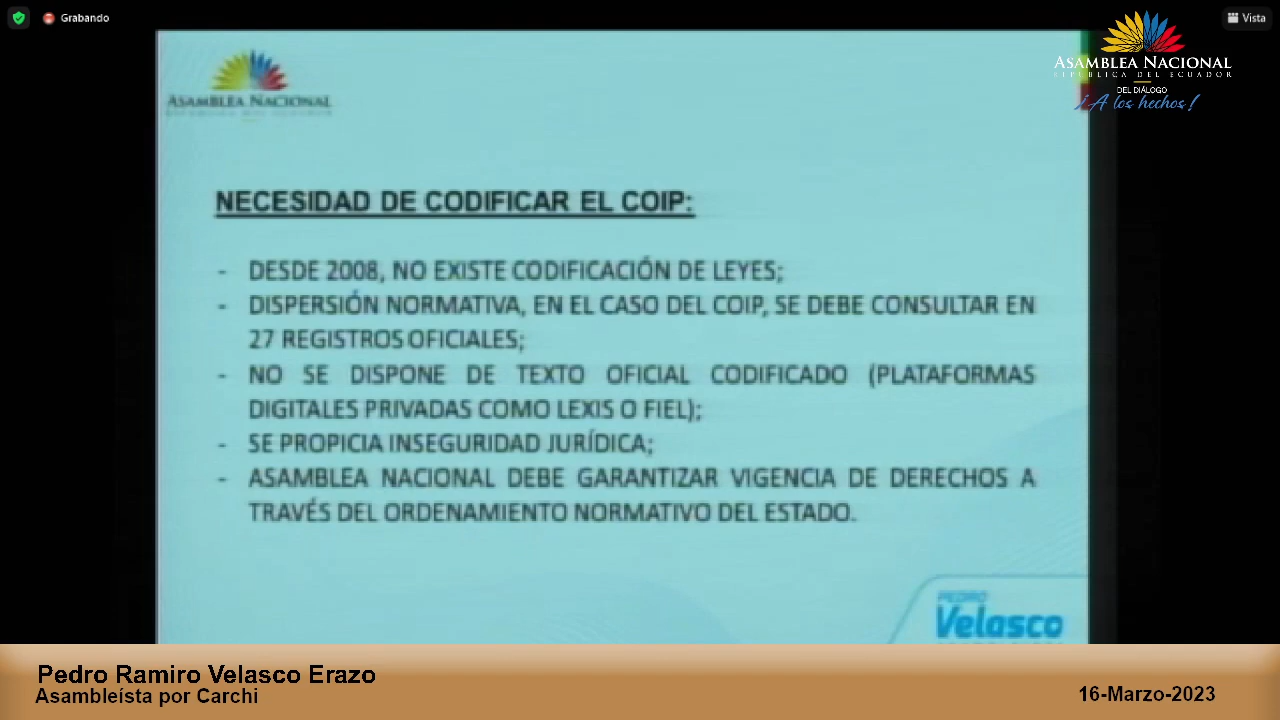 Grabando
Vista
ASAMBLEA NACIONAL
REPÚBLICA DEL ECUADOR
DEL DIÁLOGO
¡A los hechos!
ASAMBLEA NACIONAL
NECESIDAD DE CODIFICAR EL COIP:
- DESDE 2008, NO EXISTE CODIFICACIÓN DE LEYES;
- DISPERSIÓN NORMATIVA, EN EL CASO DEL COIP, SE DEBE CONSULTAR EN
27 REGISTROS OFICIALES;
- NO SE DISPONE DE TEXTO OFICIAL CODIFICADO (PLATAFORMAS
DIGITALES PRIVADAS COMO LEXIS O FIEL);
- SE PROPICIA INSEGURIDAD JURÍDICA;
- ASAMBLEA NACIONAL DEBE GARANTIZAR VIGENCIA DE DERECHOS A
TRAVÉS DEL ORDENAMIENTO NORMATIVO DEL ESTADO.
PEDRO
Velasco
Pedro Ramiro Velasco Erazo
Asambleísta por Carchi
16-Marzo-2023